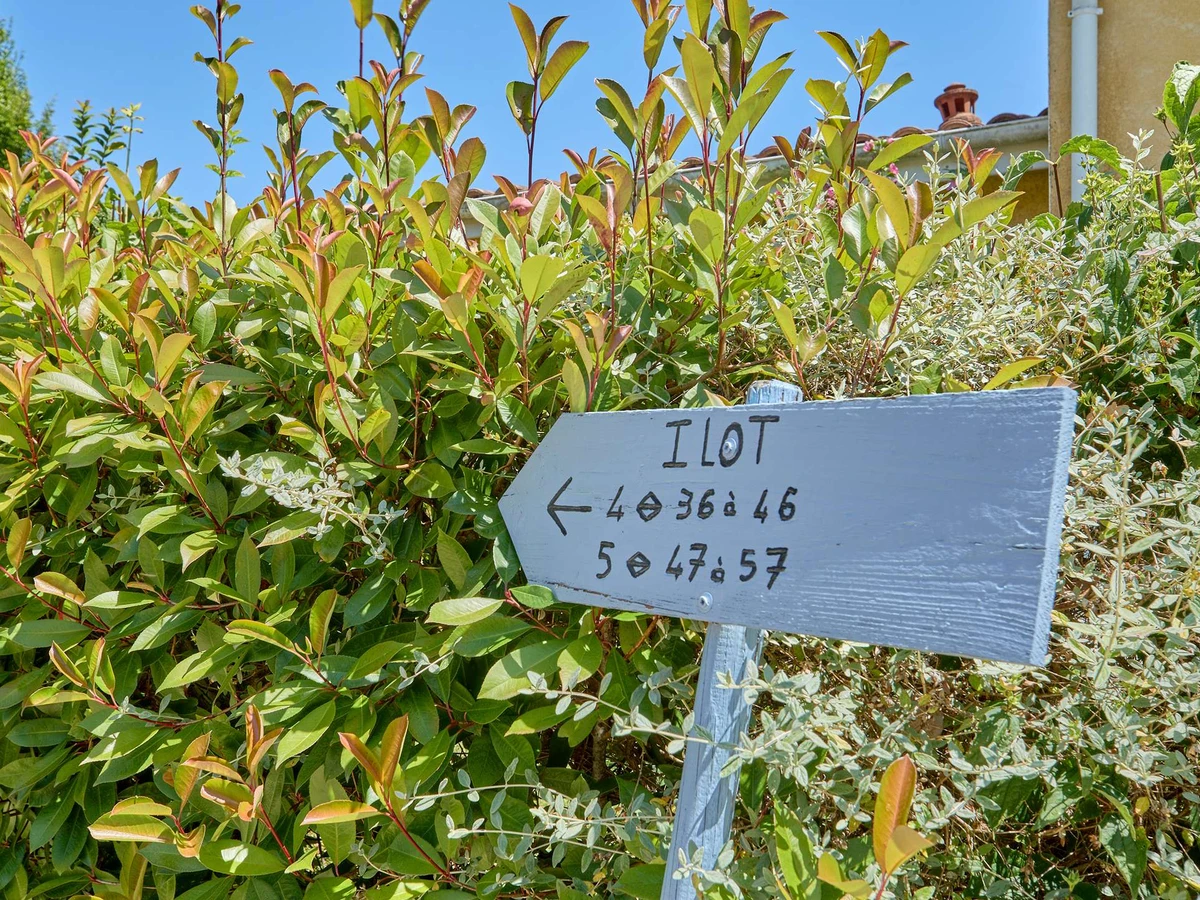 ILOT
← 4 ⇔ 36 à 46
5 ⇔ 47 à 57